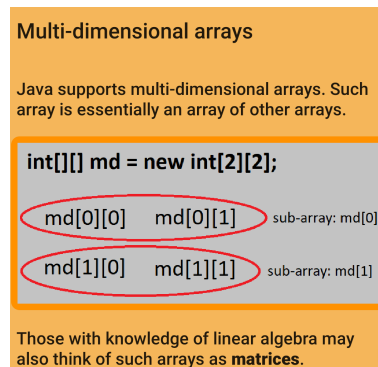 Multi-dimensional arrays
Java supports multi-dimensional arrays. Such
array is essentially an array of other arrays.
int[][] md = new int[2][2];
md[0][0] md[0][1] sub-array: md[0]
md[1][0] md[1][1] sub-array: md[1]
Those with knowledge of linear algebra may
also think of such arrays as matrices.